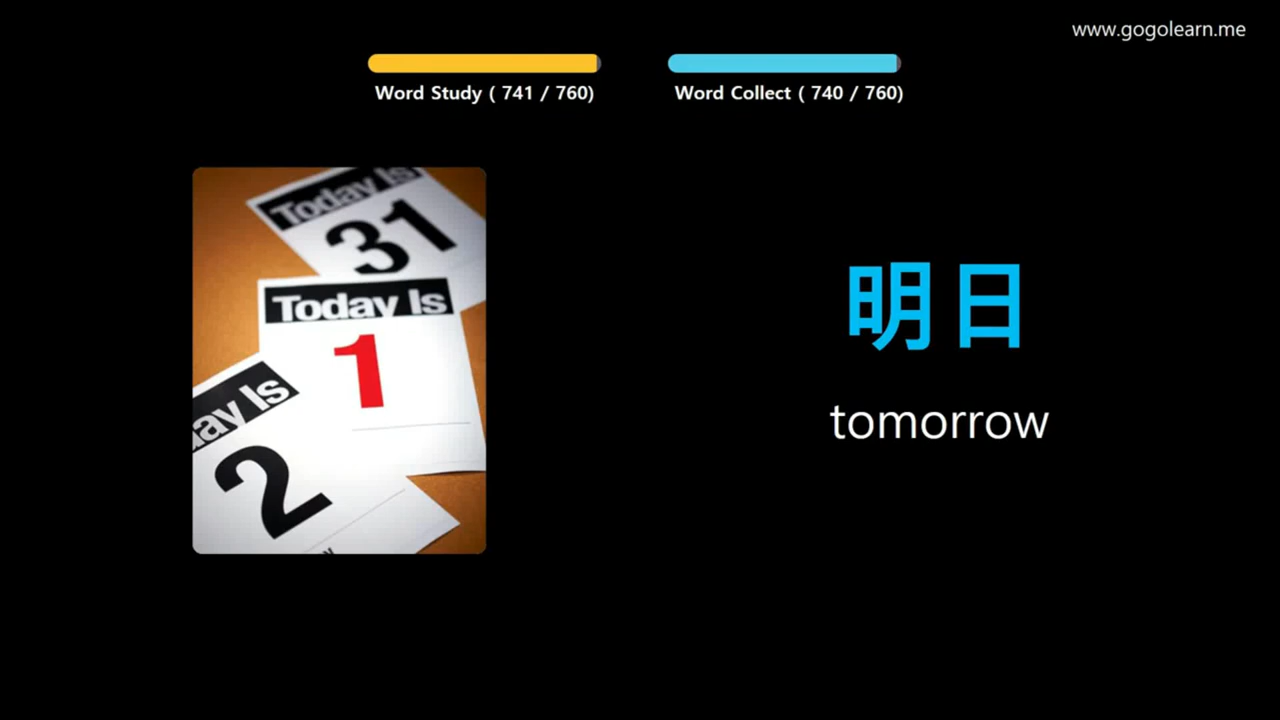 www.gogolearn.me
Word Study ( 741 / 760)
Word Collect ( 740 / 760)
Today Is
31
Today Is
1
ay Is
2
明日
tomorrow